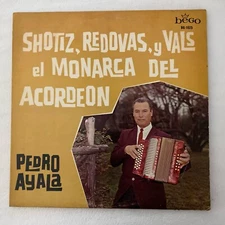 bego
SHOTIZ, REDOVAS, y VALS
el MONARCA DEL
ACORDEON
PEDRO
AYALA